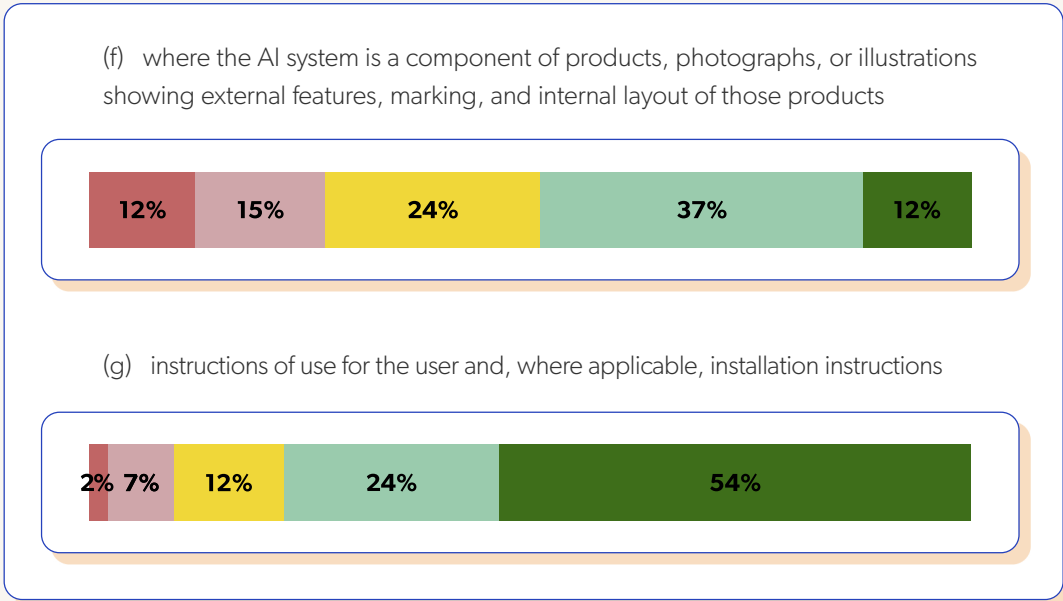 (f) where the AI system is a component of products, photographs, or illustrations
showing external features, marking, and internal layout of those products
12% 15% 24% 37% 12%
(g) instructions of use for the user and, where applicable, installation instructions
2% 7% 12% 24% 54%